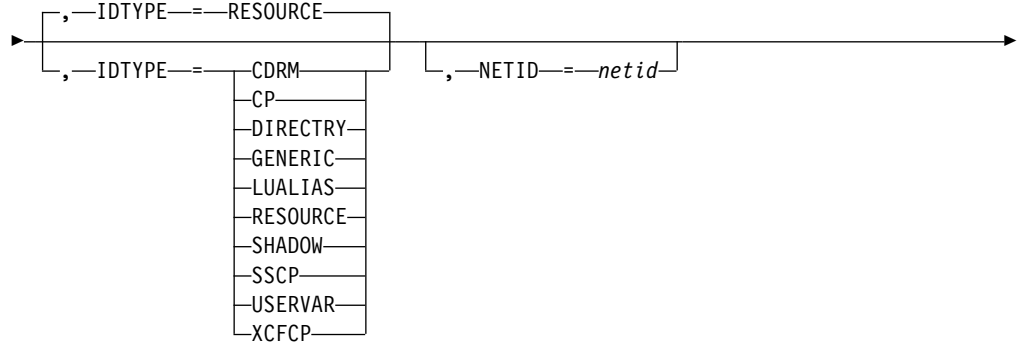 , IDTYPE = RESOURCE
, IDTYPE = CDRM , NETID = netid
CP
DIRECTRY
GENERIC
LUALIAS
RESOURCE
SHADOW
SSCP
USERVAR
XCFCP